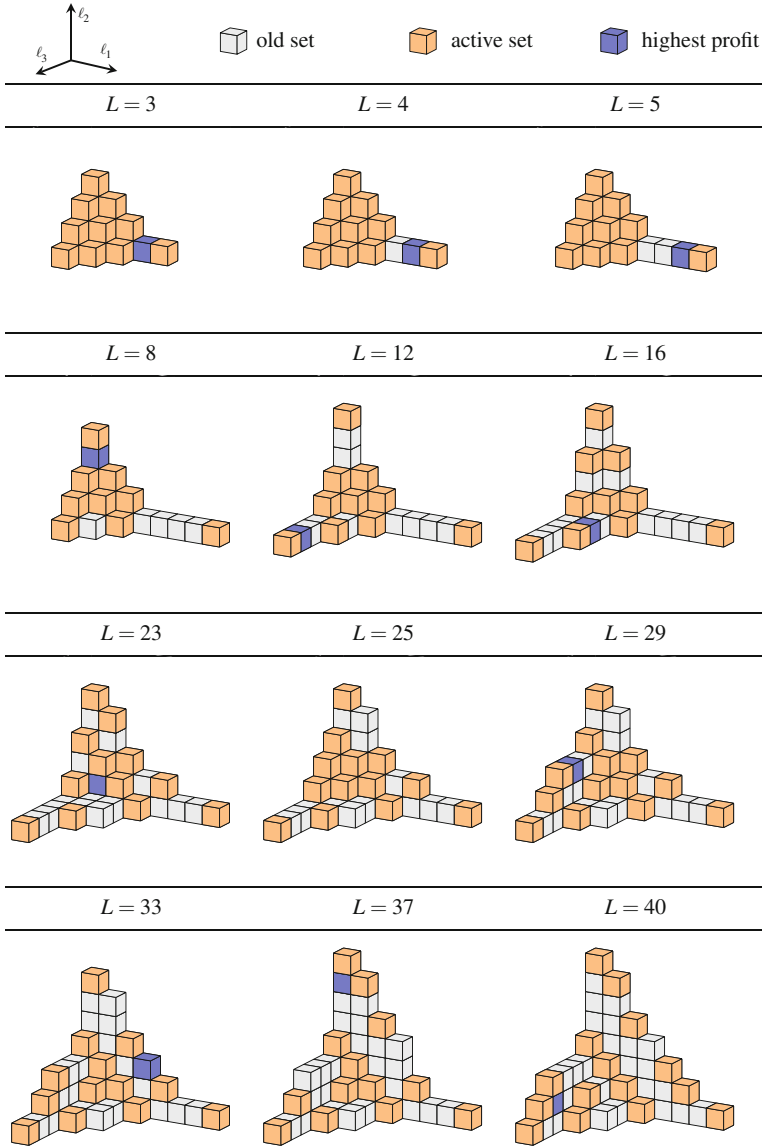 ℓ₂
ℓ₃ ℓ₁
old set active set highest profit
L = 3 L = 4 L = 5
L = 8 L = 12 L = 16
L = 23 L = 25 L = 29
L = 33 L = 37 L = 40